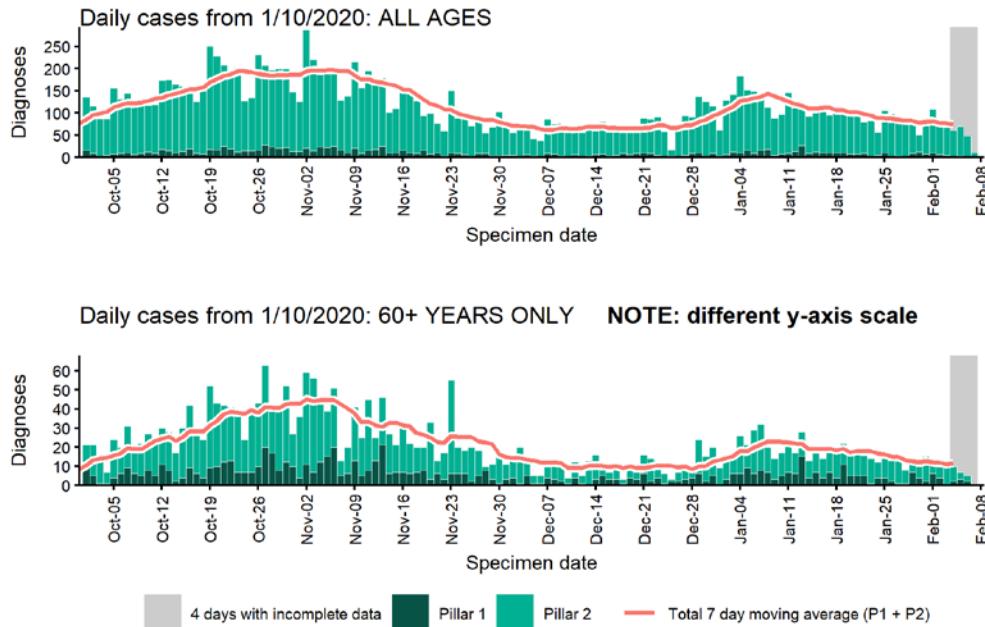 Daily cases from 1/10/2020: ALL AGES
Diagnoses
250
200
150
100
50
0
Oct-05
Oct-12
Oct-19
Oct-26
Nov-02
Nov-09
Nov-16
Nov-23
Nov-30
Dec-07
Dec-14
Dec-21
Dec-28
Jan-04
Jan-11
Jan-18
Jan-25
Feb-01
Feb-08
Specimen date
Daily cases from 1/10/2020: 60+ YEARS ONLY NOTE: different y-axis scale
Diagnoses
60
50
40
30
20
10
0
Oct-05
Oct-12
Oct-19
Oct-26
Nov-02
Nov-09
Nov-16
Nov-23
Nov-30
Dec-07
Dec-14
Dec-21
Dec-28
Jan-04
Jan-11
Jan-18
Jan-25
Feb-01
Feb-08
Specimen date
4 days with incomplete data Pillar 1 Pillar 2 Total 7 day moving average (P1 + P2)